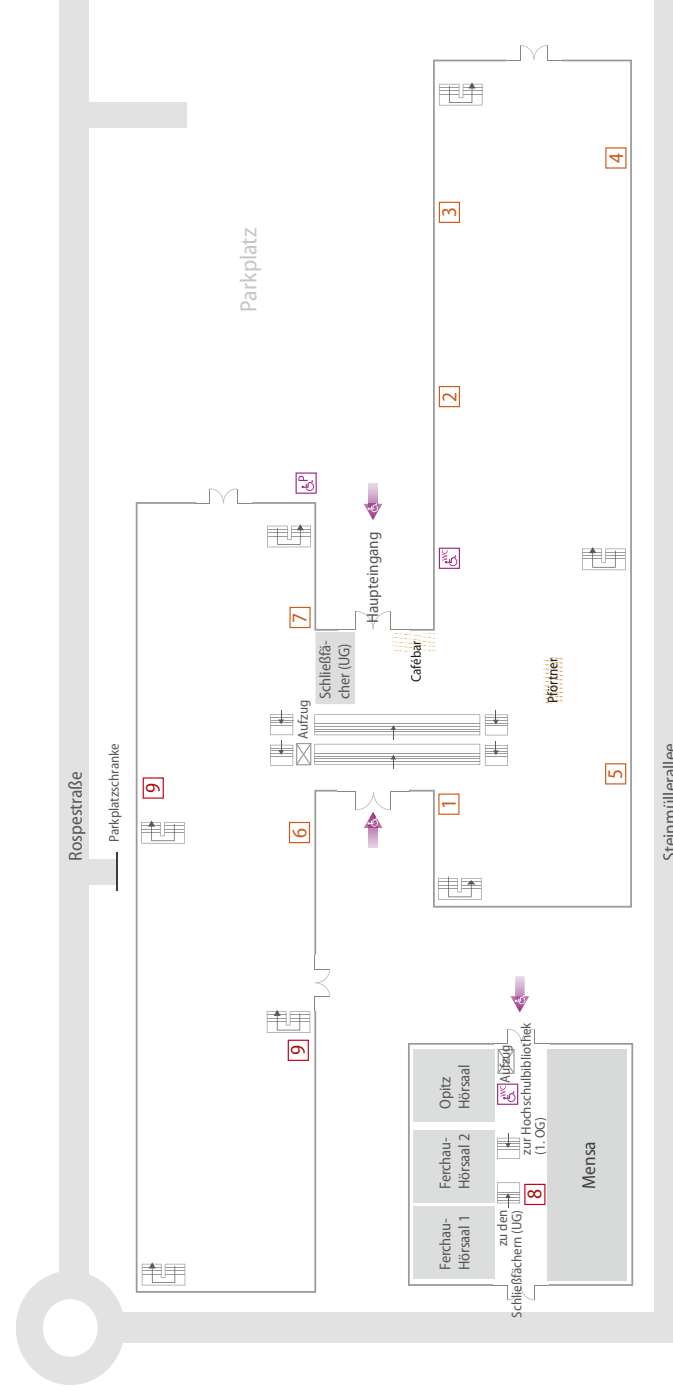 Rospestraße
Parkplatzschranke
Parkplatz
9
9
6
7
P
Schließfä-
cher (UG)
Aufzug
Haupteingang
Cafébar
Pförtner
1
2
3
4
5
WC
Opitz
Hörsaal
Ferchau-
Hörsaal 2
Ferchau-
Hörsaal 1
WC
Aufzug
zur Hochschulbibliothek
(1. OG)
8
zu den
Schließfächern (UG)
Mensa
Steinmüllerallee